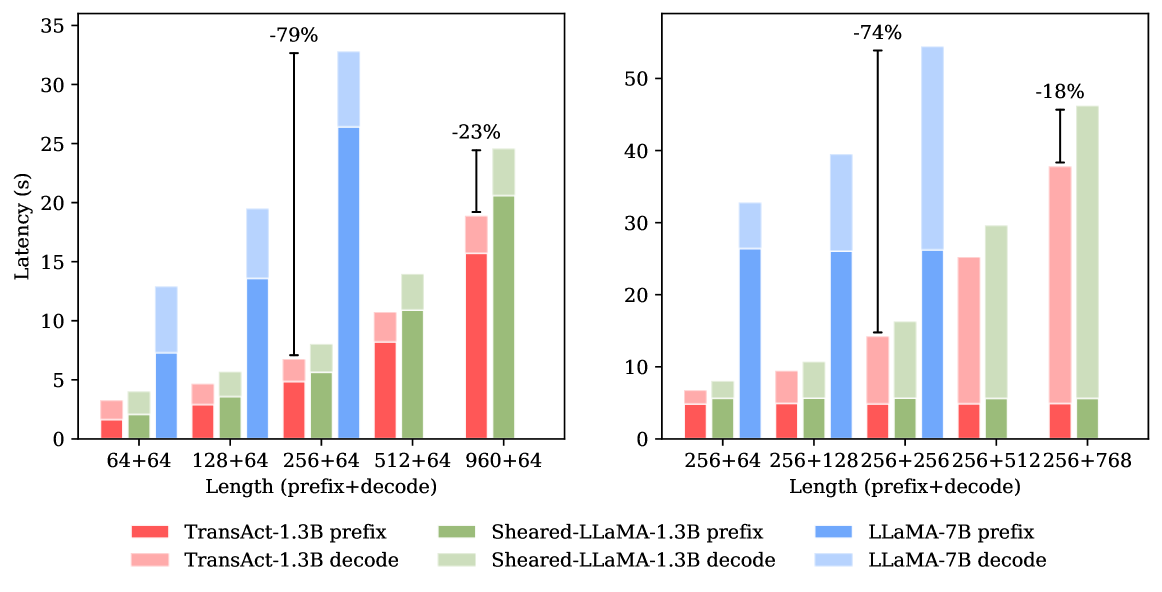 35
30
25
20
15
10
5
0
Latency (s)
-79%
-23%
64+64 128+64 256+64 512+64 960+64
Length (prefix+decode)
50
40
30
20
10
0
-74%
-18%
256+64 256+128 256+256 256+512 256+768
Length (prefix+decode)
TransAct-1.3B prefix
TransAct-1.3B decode
Sheared-LLaMA-1.3B prefix
Sheared-LLaMA-1.3B decode
LLaMA-7B prefix
LLaMA-7B decode